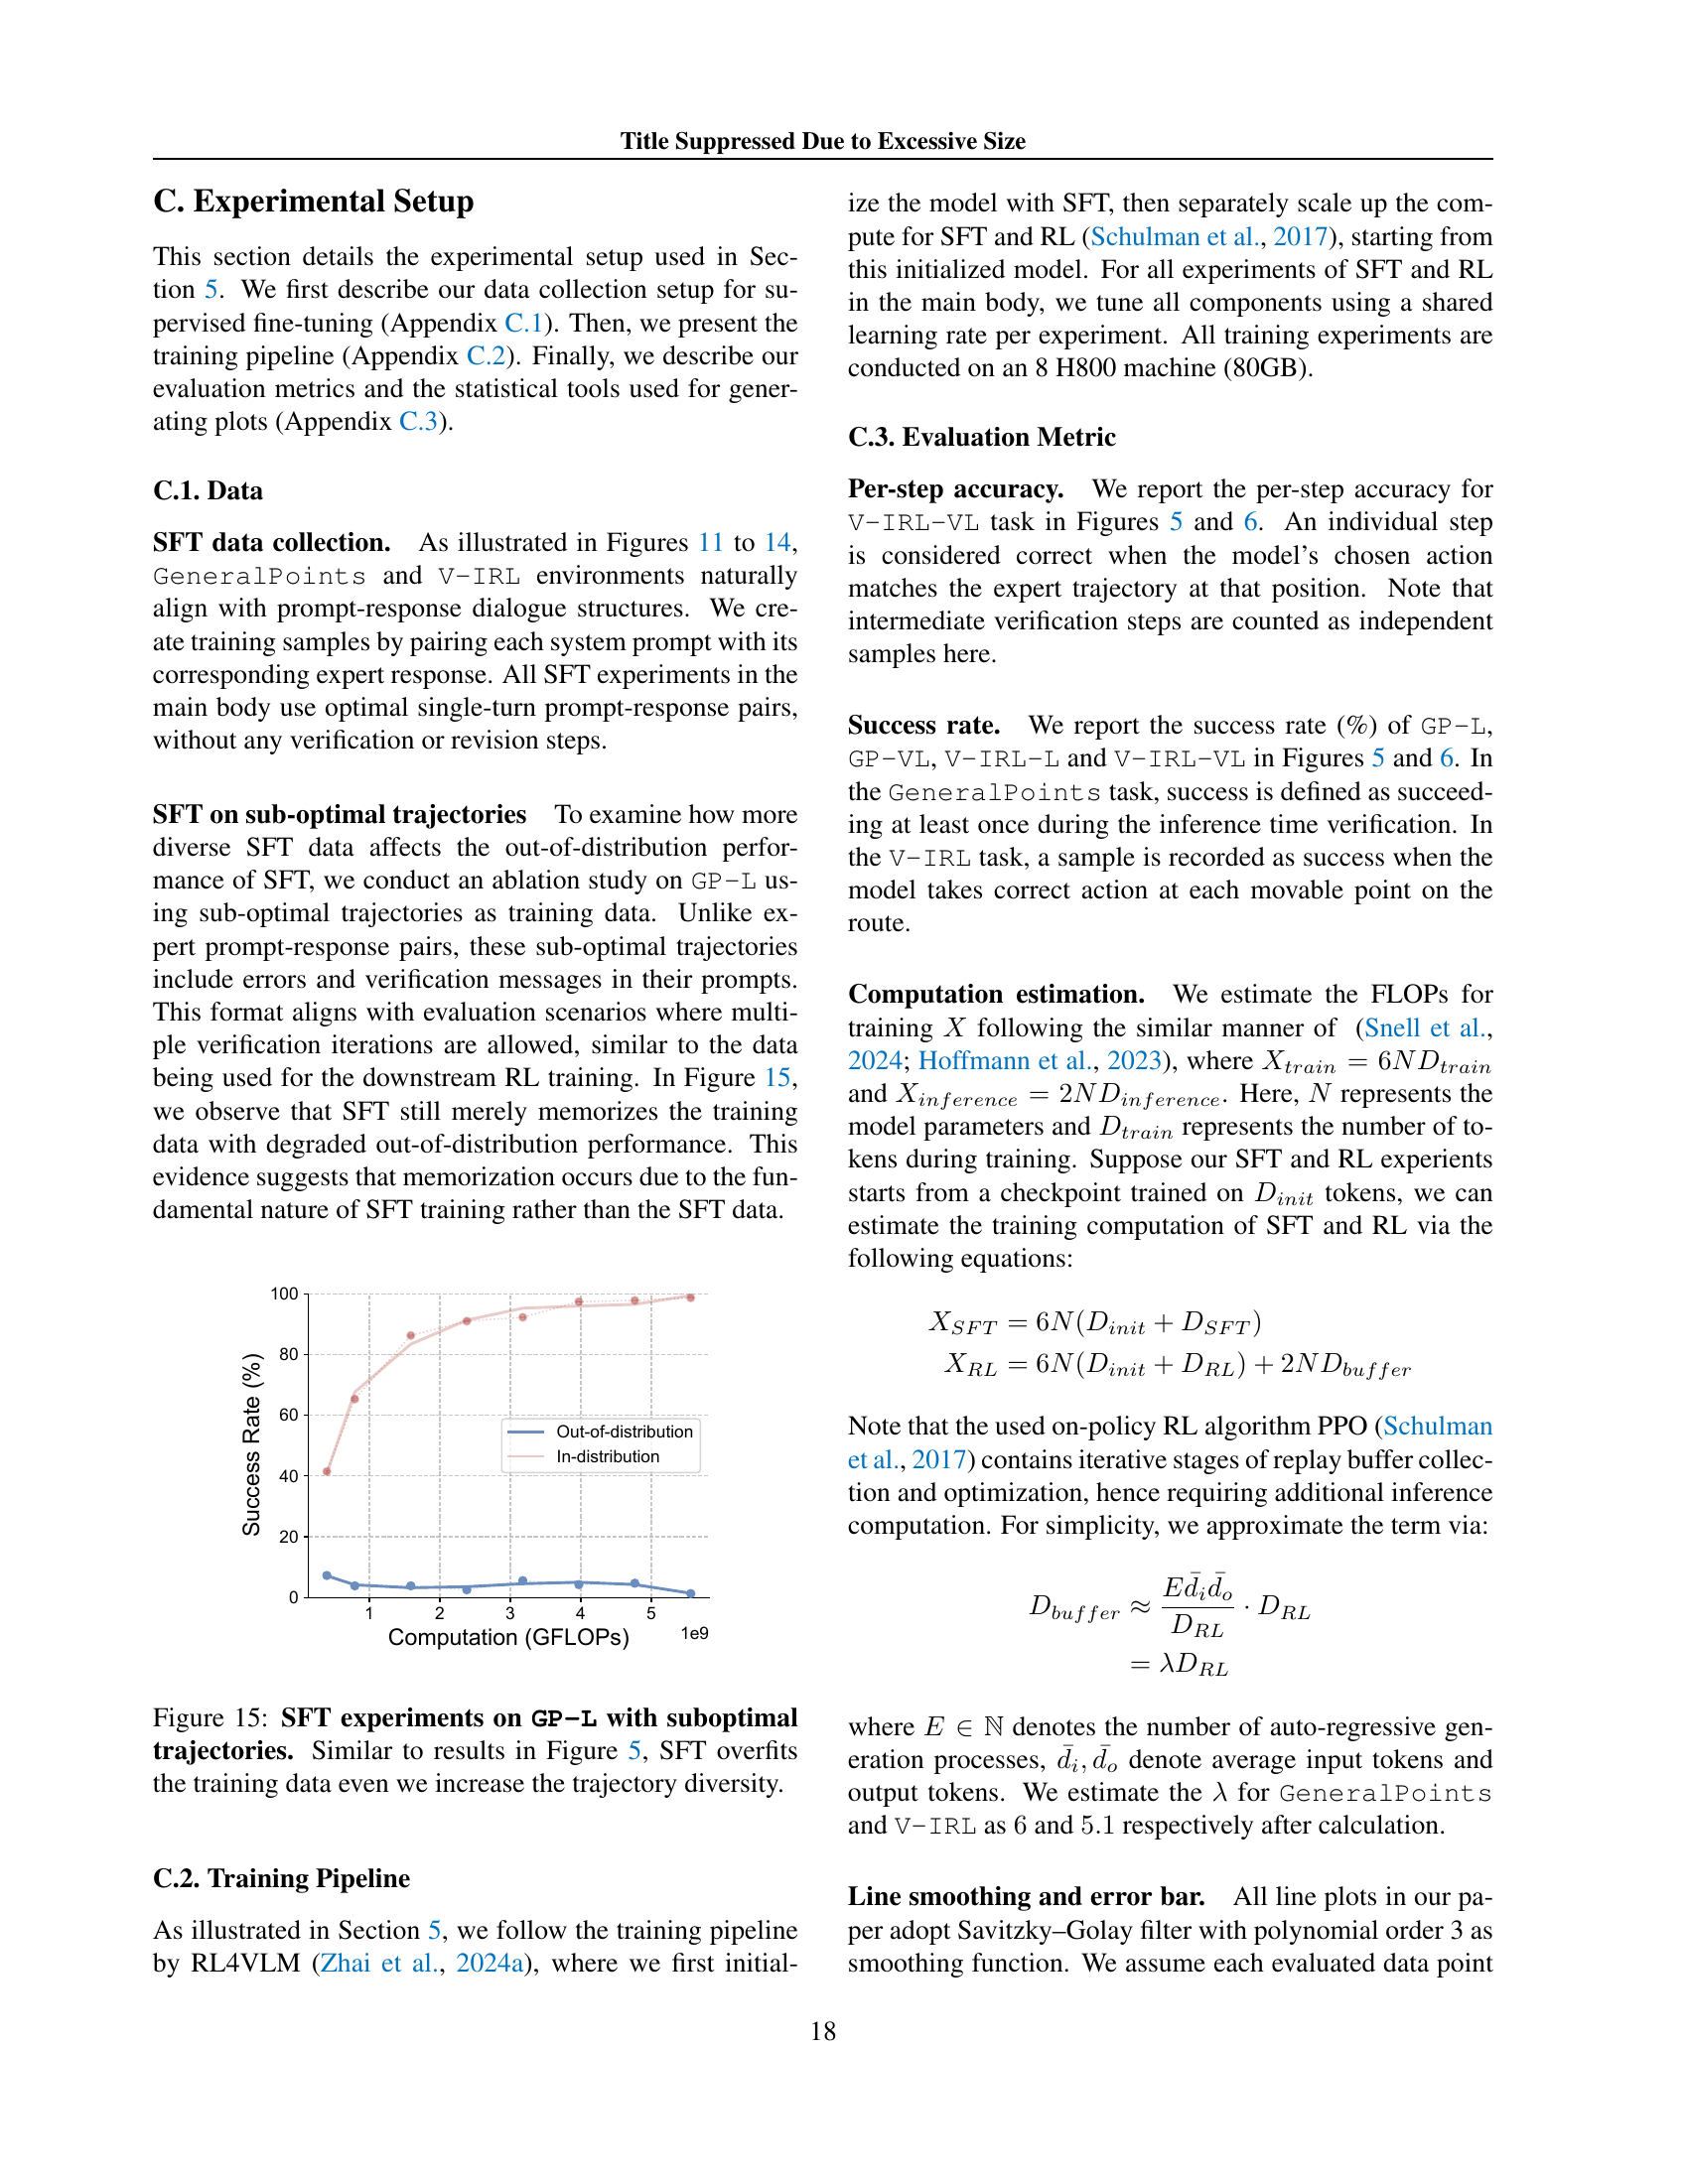 Title Suppressed Due to Excessive Size
C. Experimental Setup
This section details the experimental setup used in Sec-
tion 5. We first describe our data collection setup for su-
pervised fine-tuning (Appendix C.1). Then, we present the
training pipeline (Appendix C.2). Finally, we describe our
evaluation metrics and the statistical tools used for gener-
ating plots (Appendix C.3).
C.1. Data
SFT data collection. As illustrated in Figures 11 to 14,
GeneralPoints and V-IRL environments naturally
align with prompt-response dialogue structures. We cre-
ate training samples by pairing each system prompt with its
corresponding expert response. All SFT experiments in the
main body use optimal single-turn prompt-response pairs,
without any verification or revision steps.
SFT on sub-optimal trajectories To examine how more
diverse SFT data affects the out-of-distribution perfor-
mance of SFT, we conduct an ablation study on GP-L us-
ing sub-optimal trajectories as training data. Unlike ex-
pert prompt-response pairs, these sub-optimal trajectories
include errors and verification messages in their prompts.
This format aligns with evaluation scenarios where multi-
ple verification iterations are allowed, similar to the data
being used for the downstream RL training. In Figure 15,
we observe that SFT still merely memorizes the training
data with degraded out-of-distribution performance. This
evidence suggests that memorization occurs due to the fun-
damental nature of SFT training rather than the SFT data.
100
80
60
40
20
0
Success Rate (%)
Out-of-distribution
In-distribution
1 2 3 4 5
Computation (GFLOPs) 1e9
Figure 15: SFT experiments on GP-L with suboptimal
trajectories. Similar to results in Figure 5, SFT overfits
the training data even we increase the trajectory diversity.
C.2. Training Pipeline
As illustrated in Section 5, we follow the training pipeline
by RL4VLM (Zhai et al., 2024a), where we first initial-
ize the model with SFT, then separately scale up the com-
pute for SFT and RL (Schulman et al., 2017), starting from
this initialized model. For all experiments of SFT and RL
in the main body, we tune all components using a shared
learning rate per experiment. All training experiments are
conducted on an 8 H800 machine (80GB).
C.3. Evaluation Metric
Per-step accuracy. We report the per-step accuracy for
V-IRL-VL task in Figures 5 and 6. An individual step
is considered correct when the model's chosen action
matches the expert trajectory at that position. Note that
intermediate verification steps are counted as independent
samples here.
Success rate. We report the success rate (%) of GP-L,
GP-VL, V-IRL-L and V-IRL-VL in Figures 5 and 6. In
the GeneralPoints task, success is defined as succeed-
ing at least once during the inference time verification. In
the V-IRL task, a sample is recorded as success when the
model takes correct action at each movable point on the
route.
Computation estimation. We estimate the FLOPs for
training X following the similar manner of (Snell et al.,
2024; Hoffmann et al., 2023), where X_{train} = 6ND_{train}
and X_{inference} = 2ND_{inference}. Here, N represents the
model parameters and D_{train} represents the number of to-
kens during training. Suppose our SFT and RL experients
starts from a checkpoint trained on D_{init} tokens, we can
estimate the training computation of SFT and RL via the
following equations:
X_{SFT} = 6N(D_{init} + D_{SFT})
X_{RL} = 6N(D_{init} + D_{RL}) + 2ND_{buffer}
Note that the used on-policy RL algorithm PPO (Schulman
et al., 2017) contains iterative stages of replay buffer collec-
tion and optimization, hence requiring additional inference
computation. For simplicity, we approximate the term via:
D_{buffer} ≈ \frac{E\bar{d}_i\bar{d}_o}{D_{RL}} · D_{RL}
= λD_{RL}
where E ∈ ℕ denotes the number of auto-regressive gen-
eration processes, \bar{d}_i, \bar{d}_o denote average input tokens and
output tokens. We estimate the λ for GeneralPoints
and V-IRL as 6 and 5.1 respectively after calculation.
Line smoothing and error bar. All line plots in our pa-
per adopt Savitzky–Golay filter with polynomial order 3 as
smoothing function. We assume each evaluated data point
18